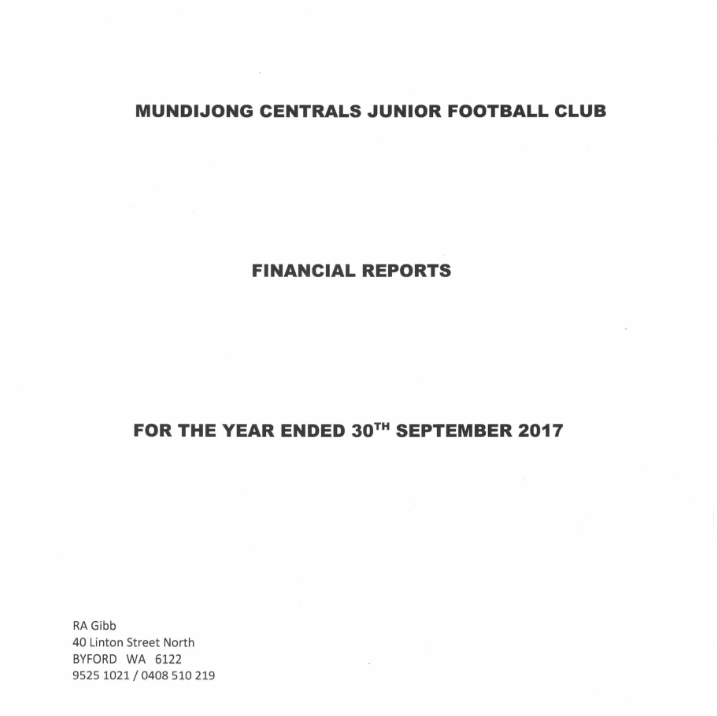 MUNDIJONG CENTRALS JUNIOR FOOTBALL CLUB
FINANCIAL REPORTS
FOR THE YEAR ENDED 30TH SEPTEMBER 2017
RA Gibb
40 Linton Street North
BYFORD WA 6122
9525 1021 / 0408 510 219